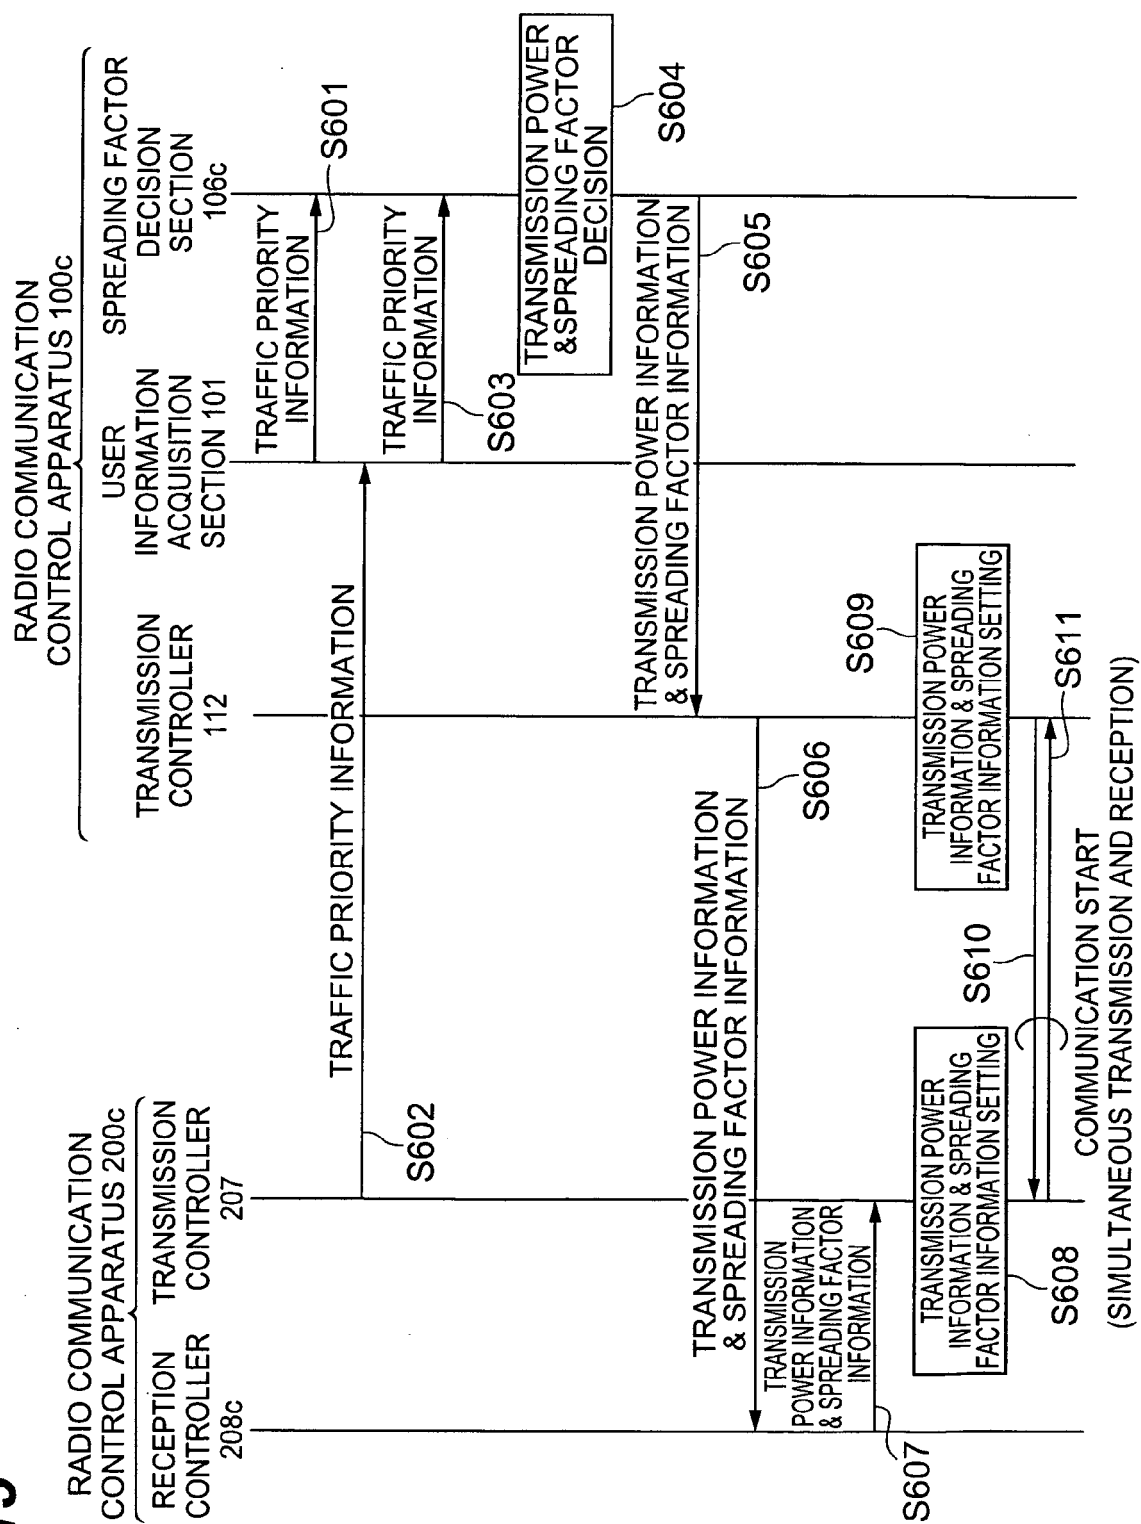 RADIO COMMUNICATION
CONTROL APPARATUS 200c
RECEPTION
CONTROLLER
208c
TRANSMISSION
CONTROLLER
207
RADIO COMMUNICATION
CONTROL APPARATUS 100c
TRANSMISSION
CONTROLLER
112
USER
INFORMATION
ACQUISITION
SECTION 101
SPREADING FACTOR
DECISION
SECTION
106c
TRAFFIC PRIORITY
INFORMATION
S601
TRAFFIC PRIORITY INFORMATION
S602
TRAFFIC PRIORITY
INFORMATION
S603
TRANSMISSION POWER
&SPREADING FACTOR
DECISION
S604
TRANSMISSION POWER INFORMATION
& SPREADING FACTOR INFORMATION
S605
TRANSMISSION POWER INFORMATION
& SPREADING FACTOR INFORMATION
S606
TRANSMISSION
POWER INFORMATION
& SPREADING FACTOR
INFORMATION
S607
TRANSMISSION POWER
INFORMATION & SPREADING
FACTOR INFORMATION SETTING
S608
TRANSMISSION POWER
INFORMATION & SPREADING
FACTOR INFORMATION SETTING
S609
S610
S611
COMMUNICATION START
(SIMULTANEOUS TRANSMISSION AND RECEPTION)